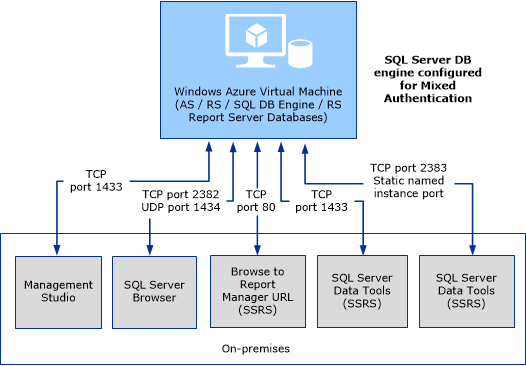 Windows Azure Virtual Machine
(AS / RS / SQL DB Engine / RS
Report Server Databases)
SQL Server DB
engine configured
for Mixed
Authentication
TCP
port 1433
TCP port 2382
UDP port 1434
TCP
port 80
TCP
port 1433
TCP port 2383
Static named
instance port
Management
Studio
SQL Server
Browser
Browse to
Report
Manager URL
(SSRS)
SQL Server
Data Tools
(SSRS)
SQL Server
Data Tools
(SSRS)
On-premises